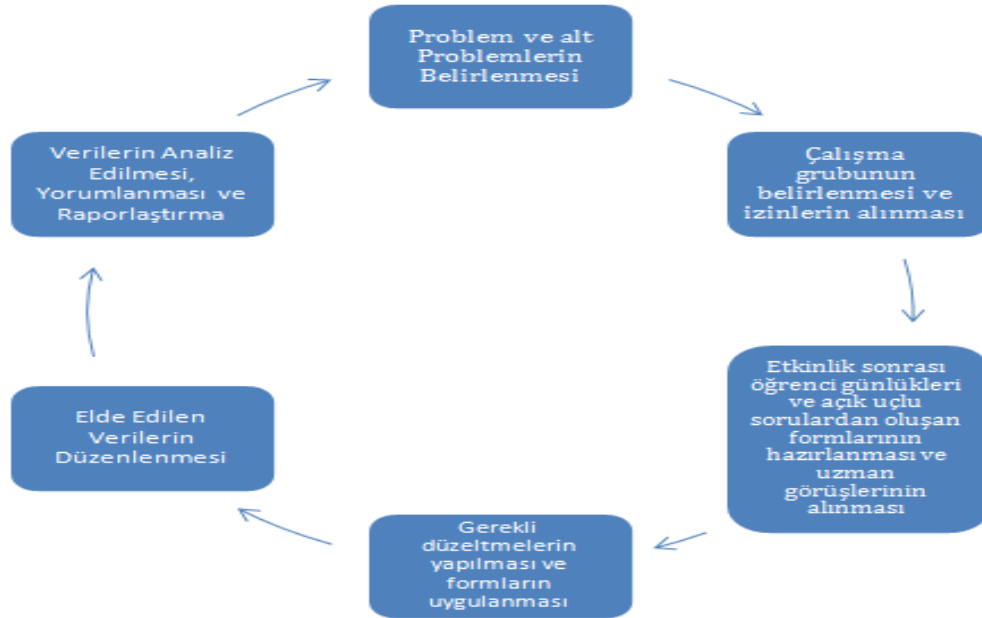 Problem ve alt
Problemlerin
Belirlenmesi
Çalışma
grubunun
belirlenmesi ve
izinlerin alınması
Etkinlik sonrası
öğrenci günlükleri
ve açık uçlu
sorulardan oluşan
formlarının
hazırlanması ve
uzman
görüşlerinin
alınması
Gerekli
düzeltmelerin
yapılması ve
formların
uygulanması
Elde Edilen
Verilerin
Düzenlenmesi
Verilerin Analiz
Edilmesi,
Yorumlanması ve
Raporlaştırma